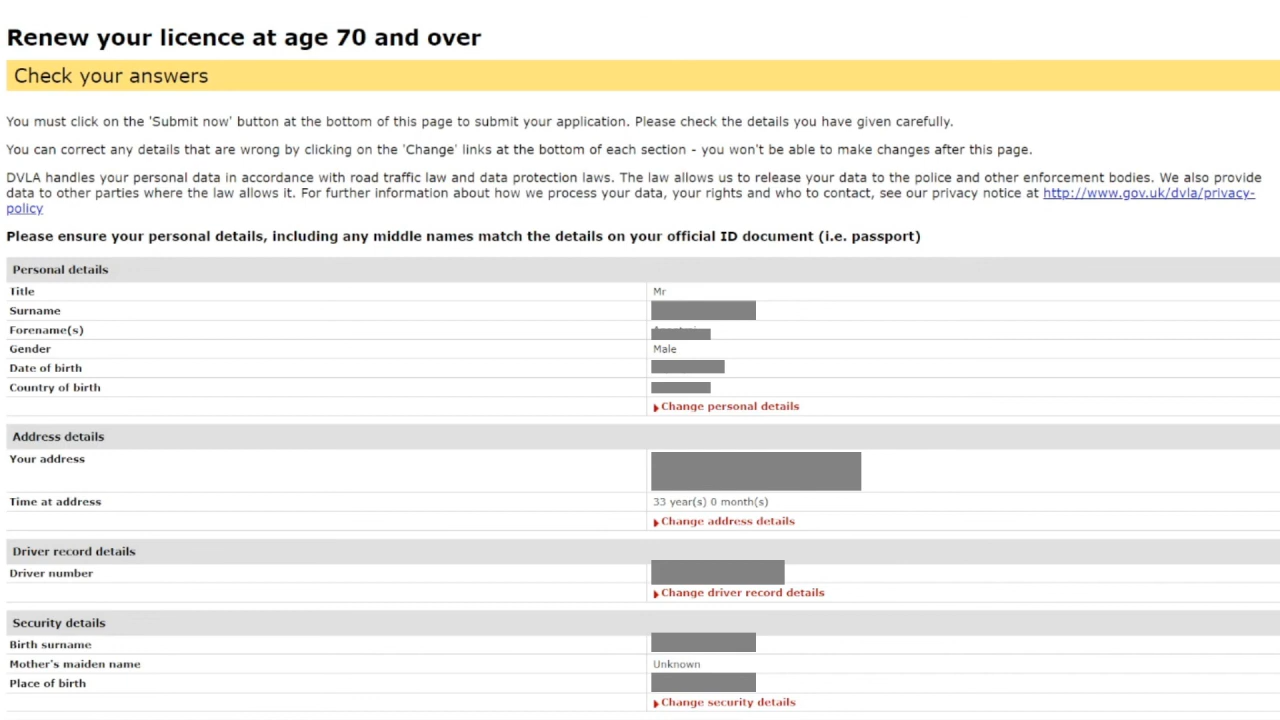 Renew your licence at age 70 and over
Check your answers
You must click on the 'Submit now' button at the bottom of this page to submit your application. Please check the details you have given carefully.
You can correct any details that are wrong by clicking on the 'Change' links at the bottom of each section - you won't be able to make changes after this page.
DVLA handles your personal data in accordance with road traffic law and data protection laws. The law allows us to release your data to the police and other enforcement bodies. We also provide
data to other parties where the law allows it. For further information about how we process your data, your rights and who to contact, see our privacy notice at http://www.gov.uk/dvla/privacy-
policy
Please ensure your personal details, including any middle names match the details on your official ID document (i.e. passport)
Personal details
Title Mr
Surname
Forename(s)
Gender Male
Date of birth
Country of birth
Change personal details
Address details
Your address
Time at address 33 year(s) 0 month(s)
Change address details
Driver record details
Driver number
Change driver record details
Security details
Birth surname
Mother's maiden name Unknown
Place of birth
Change security details